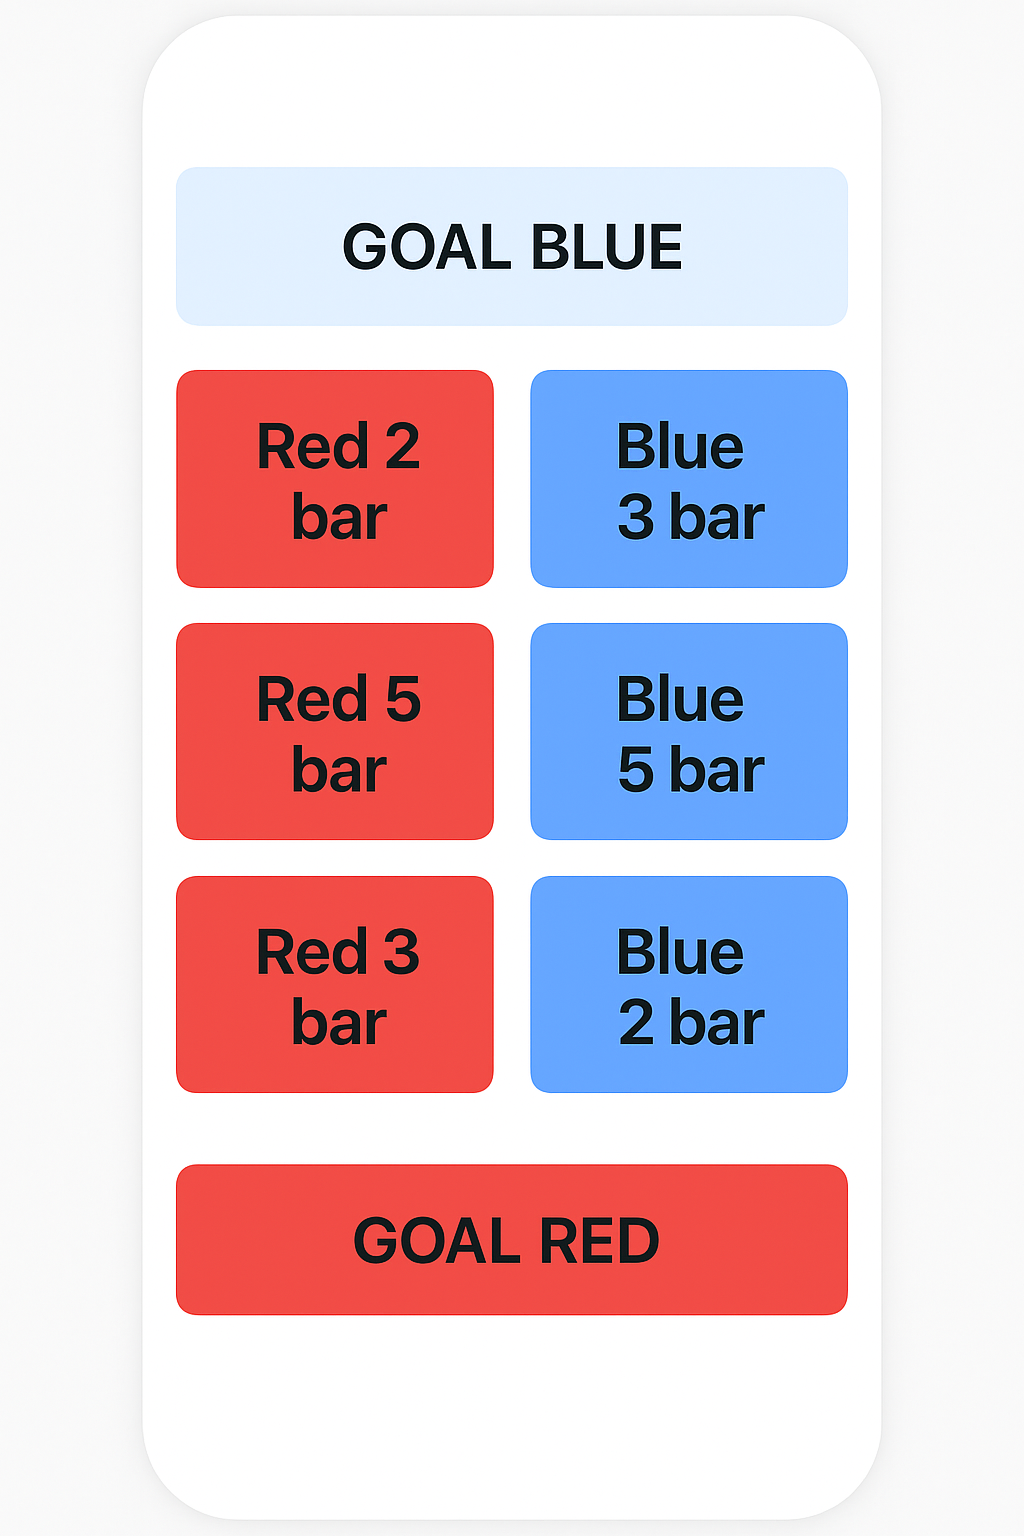 GOAL BLUE
Red 2
bar
Blue
3 bar
Red 5
bar
Blue
5 bar
Red 3
bar
Blue
2 bar
GOAL RED